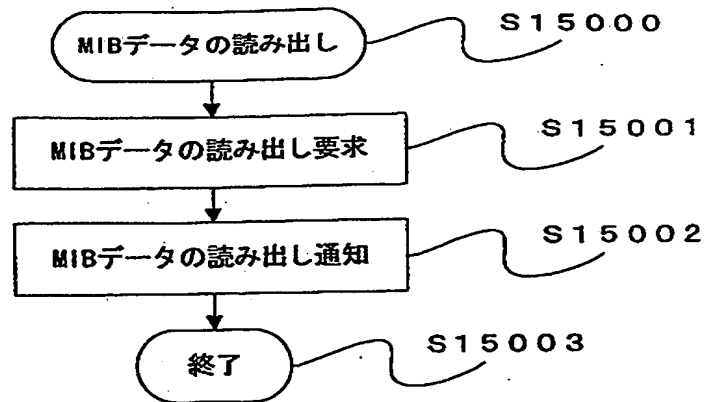 MIBデータの読み出し
S15000
MIBデータの読み出し要求
S15001
MIBデータの読み出し通知
S15002
終了
S15003